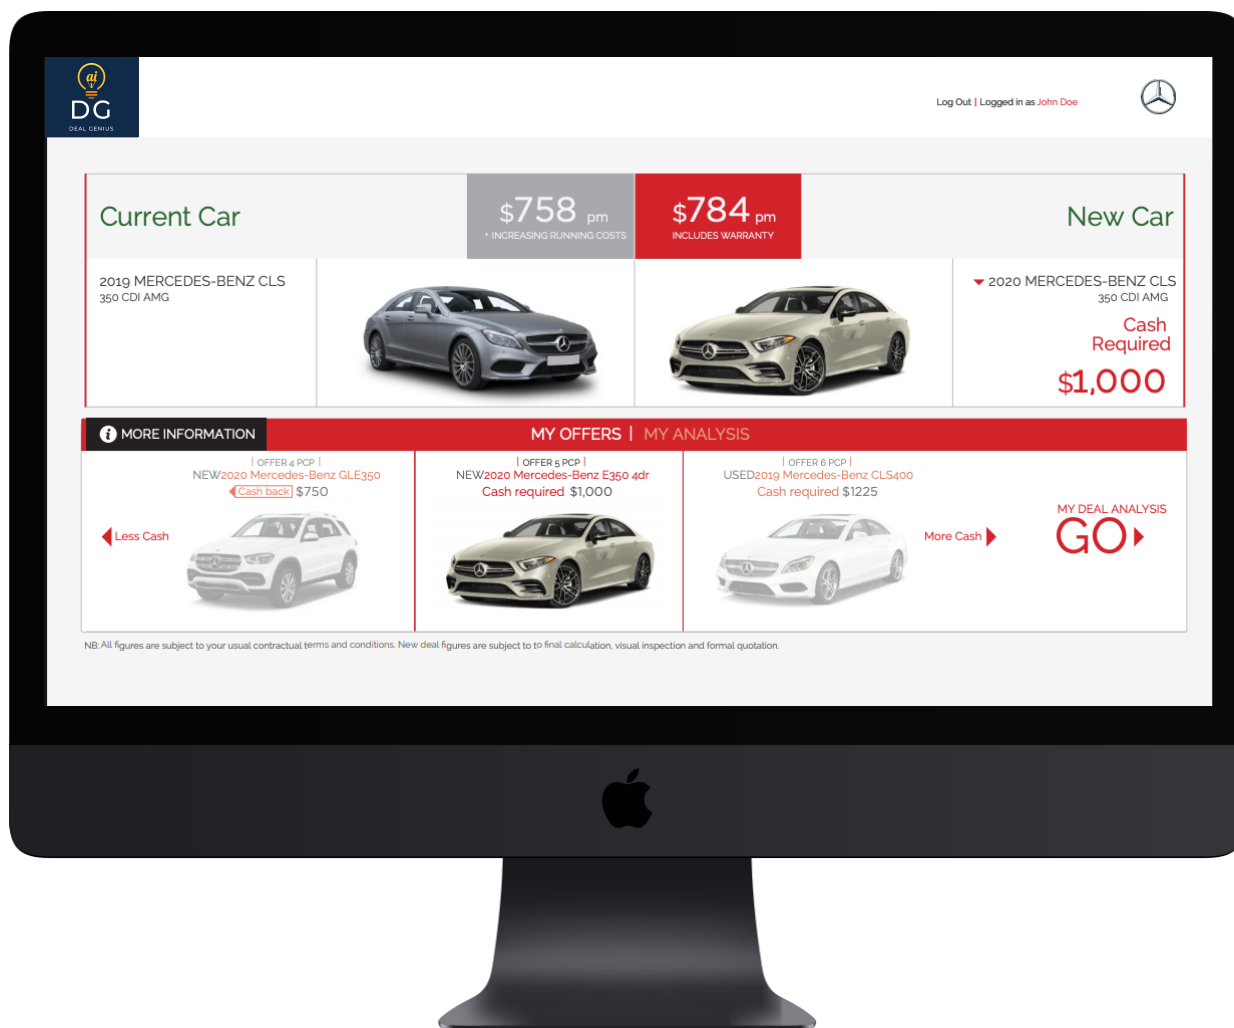 ai
DG
DEAL GENIUS
Log Out | Logged in as John Doe
Current Car
$758 pm
* INCREASING RUNNING COSTS
$784 pm
INCLUDES WARRANTY
New Car
2019 MERCEDES-BENZ CLS
350 CDI AMG
2020 MERCEDES-BENZ CLS
350 CDI AMG
Cash
Required
$1,000
i MORE INFORMATION
MY OFFERS | MY ANALYSIS
| OFFER 4 PCP |
NEW2020 Mercedes-Benz GLE350
Cash back $750
Less Cash
| OFFER 5 PCP |
NEW2020 Mercedes-Benz E350 4dr
Cash required $1,000
| OFFER 6 PCP |
USED2019 Mercedes-Benz CLS400
Cash required $1225
More Cash
MY DEAL ANALYSIS
GO
NB: All figures are subject to your usual contractual terms and conditions. New deal figures are subject to to final calculation, visual inspection and formal quotation.